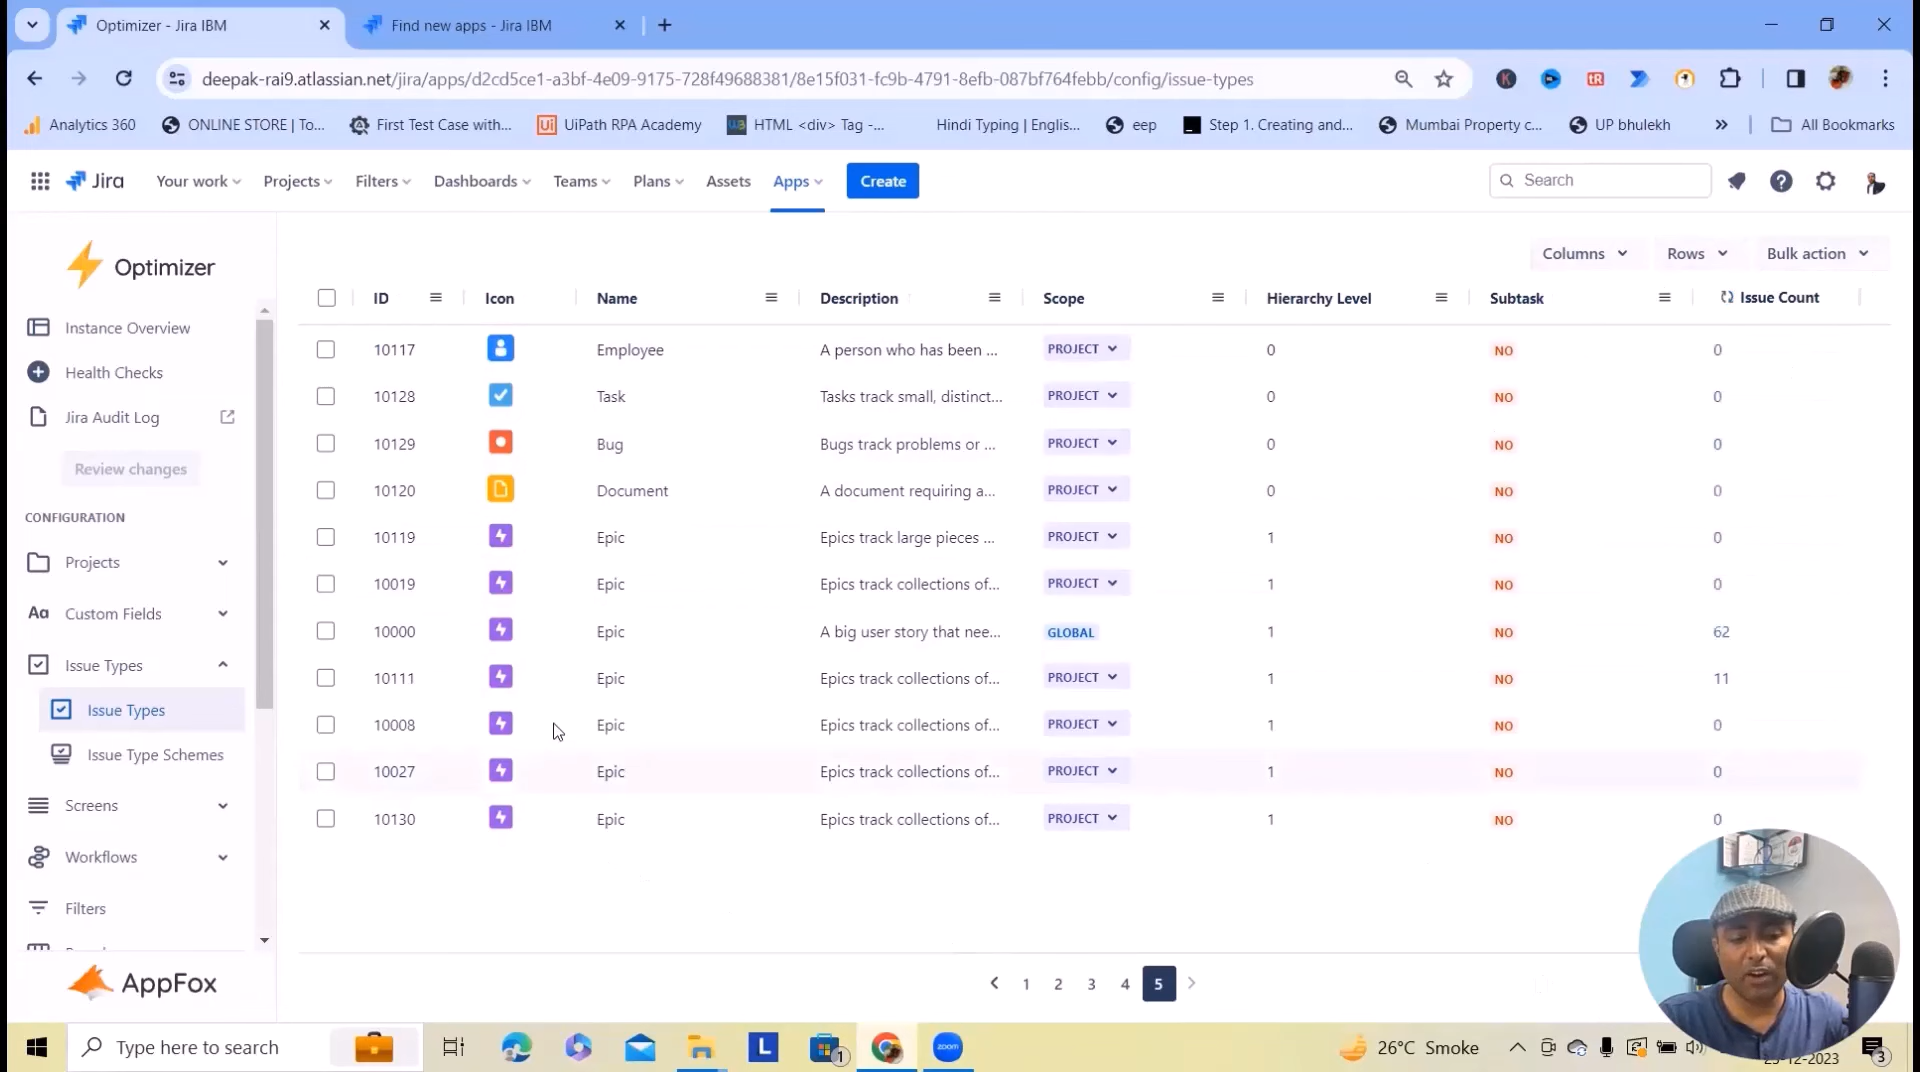 Optimizer - Jira IBM
Find new apps - Jira IBM
deepak-rai9.atlassian.net/jira/apps/d2cd5ce1-a3bf-4e09-9175-728f49688381/8e15f031-fc9b-4791-8efb-087bf764febb/config/issue-types
K
tR
Analytics 360
ONLINE STORE | To...
First Test Case with...
Ui
UiPath RPA Academy
HTML <div> Tag -...
Hindi Typing | Englis...
eep
Step 1. Creating and...
Mumbai Property c...
UP bhulekh
»
All Bookmarks
Jira
Your work
Projects
Filters
Dashboards
Teams
Plans
Assets
Apps
Create
Search
Optimizer
Instance Overview
Health Checks
Jira Audit Log
Review changes
CONFIGURATION
Projects
Aa Custom Fields
Issue Types
Issue Types
Issue Type Schemes
Screens
Workflows
Filters
AppFox
Columns Rows Bulk action
ID Icon Name Description Scope Hierarchy Level Subtask Issue Count
10117 Employee A person who has been ... PROJECT 0 NO 0
10128 Task Tasks track small, distinct... PROJECT 0 NO 0
10129 Bug Bugs track problems or ... PROJECT 0 NO 0
10120 Document A document requiring a... PROJECT 0 NO 0
10119 Epic Epics track large pieces ... PROJECT 1 NO 0
10019 Epic Epics track collections of... PROJECT 1 NO 0
10000 Epic A big user story that nee... GLOBAL 1 NO 62
10111 Epic Epics track collections of... PROJECT 1 NO 11
10008 Epic Epics track collections of... PROJECT 1 NO 0
10027 Epic Epics track collections of... PROJECT 1 NO 0
10130 Epic Epics track collections of... PROJECT 1 NO 0
1 2 3 4 5
Type here to search
L
1
zoom
26°C Smoke
3